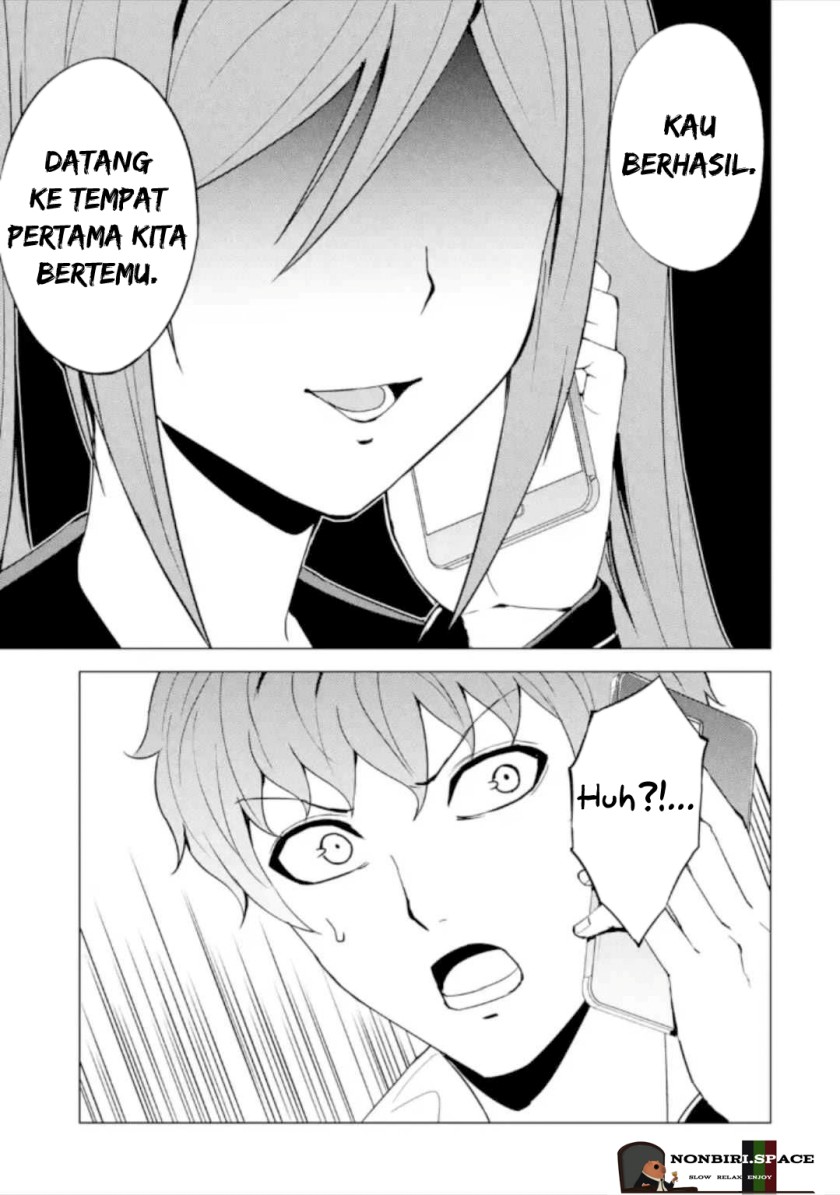 KAU
BERHASIL.
DATANG
KE TEMPAT
PERTAMA KITA
BERTEMU.
Huh?!...
NONBIRI.SPACE
SLOW RELAX ENJOY